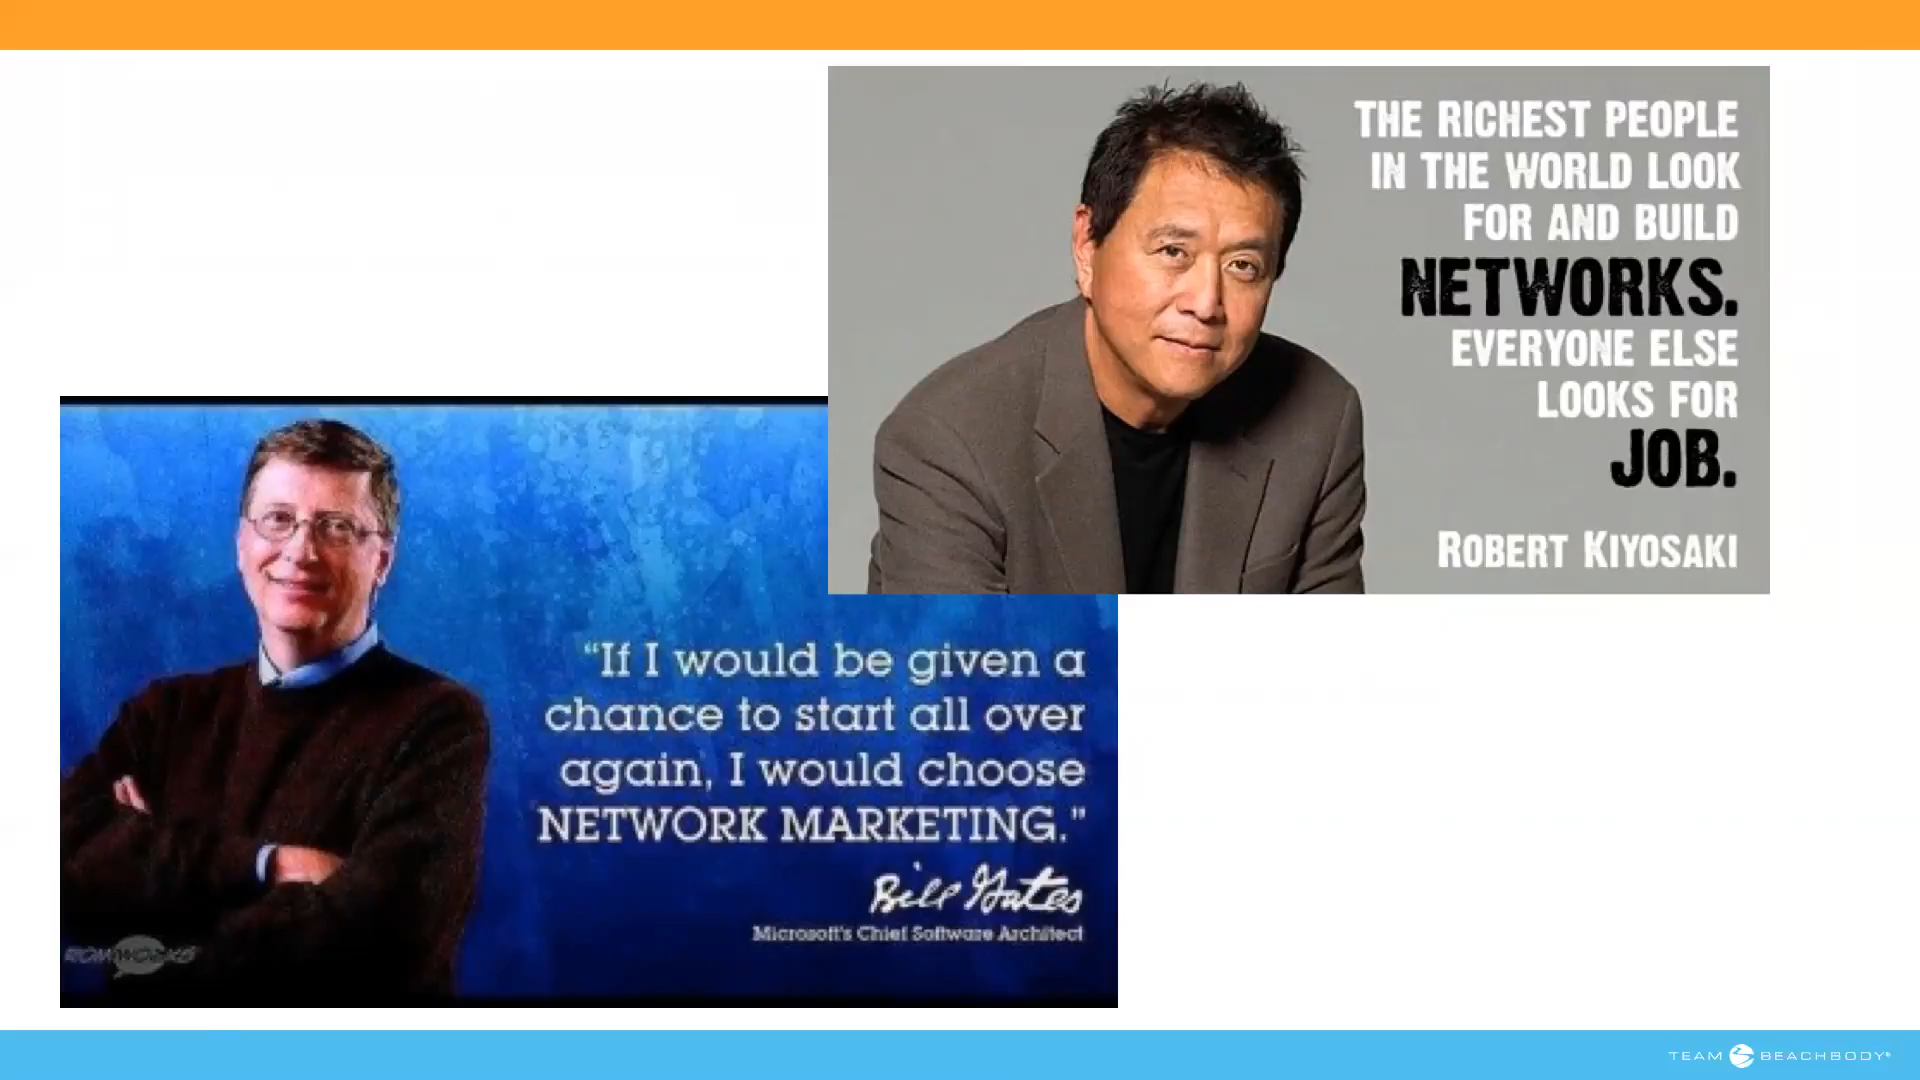 THE RICHEST PEOPLE
IN THE WORLD LOOK
FOR AND BUILD
NETWORKS.
EVERYONE ELSE
LOOKS FOR
JOB.
ROBERT KIYOSAKI
“If I would be given a
chance to start all over
again, I would choose
NETWORK MARKETING.”
Bill Gates
Microsoft's Chief Software Architect
TEAM BEACHBODY®